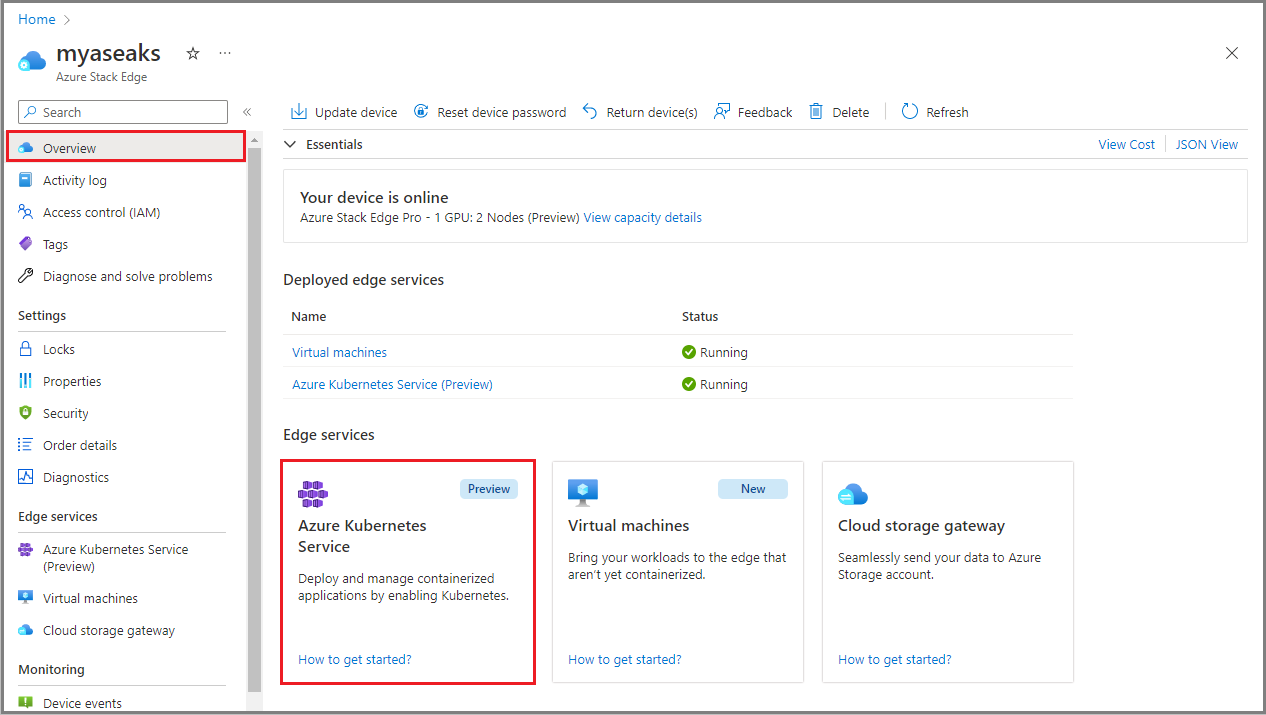 Home
myaseaks
Azure Stack Edge
Search
Overview
Activity log
Access control (IAM)
Tags
Diagnose and solve problems
Settings
Locks
Properties
Security
Order details
Diagnostics
Edge services
Azure Kubernetes Service
(Preview)
Virtual machines
Cloud storage gateway
Monitoring
Device events
Update device
Reset device password
Return device(s)
Feedback
Delete
Refresh
Essentials
View Cost
JSON View
Your device is online
Azure Stack Edge Pro - 1 GPU: 2 Nodes (Preview) View capacity details
Deployed edge services
Name Status
Virtual machines Running
Azure Kubernetes Service (Preview) Running
Edge services
Preview
Azure Kubernetes
Service
Deploy and manage containerized
applications by enabling Kubernetes.
How to get started?
New
Virtual machines
Bring your workloads to the edge that
aren't yet containerized.
How to get started?
Cloud storage gateway
Seamlessly send your data to Azure
Storage account.
How to get started?